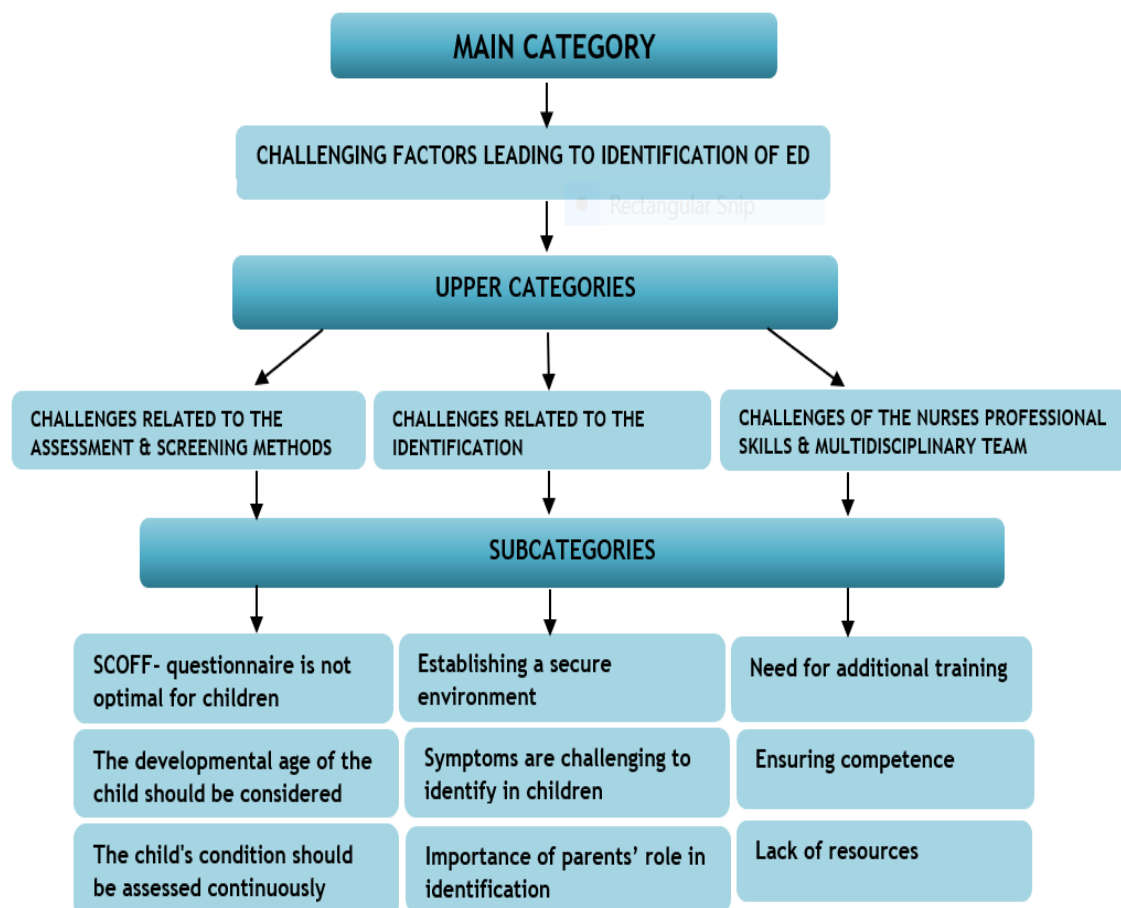 MAIN CATEGORY
CHALLENGING FACTORS LEADING TO IDENTIFICATION OF ED
Rectangular Snip
UPPER CATEGORIES
CHALLENGES RELATED TO THE
ASSESSMENT & SCREENING METHODS
CHALLENGES RELATED TO THE
IDENTIFICATION
CHALLENGES OF THE NURSES PROFESSIONAL
SKILLS & MULTIDISCIPLINARY TEAM
SUBCATEGORIES
SCOFF- questionnaire is not
optimal for children
Establishing a secure
environment
Need for additional training
The developmental age of the
child should be considered
Symptoms are challenging to
identify in children
Ensuring competence
The child's condition should
be assessed continuously
Importance of parents’ role in
identification
Lack of resources